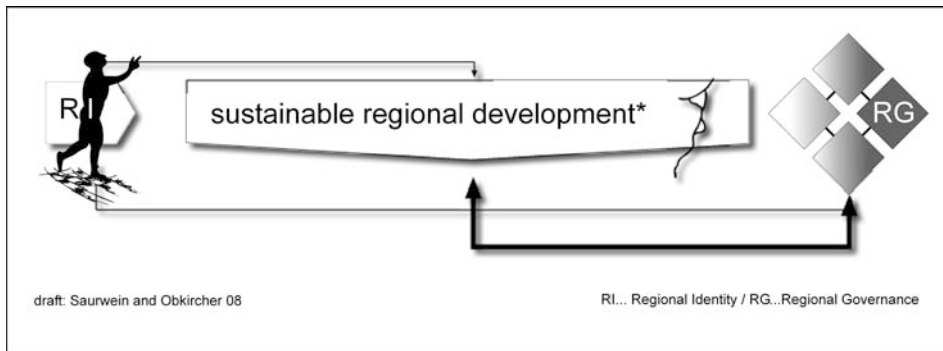 RI
sustainable regional development*
RG
draft: Saurwein and Obkircher 08
RI... Regional Identity / RG...Regional Governance